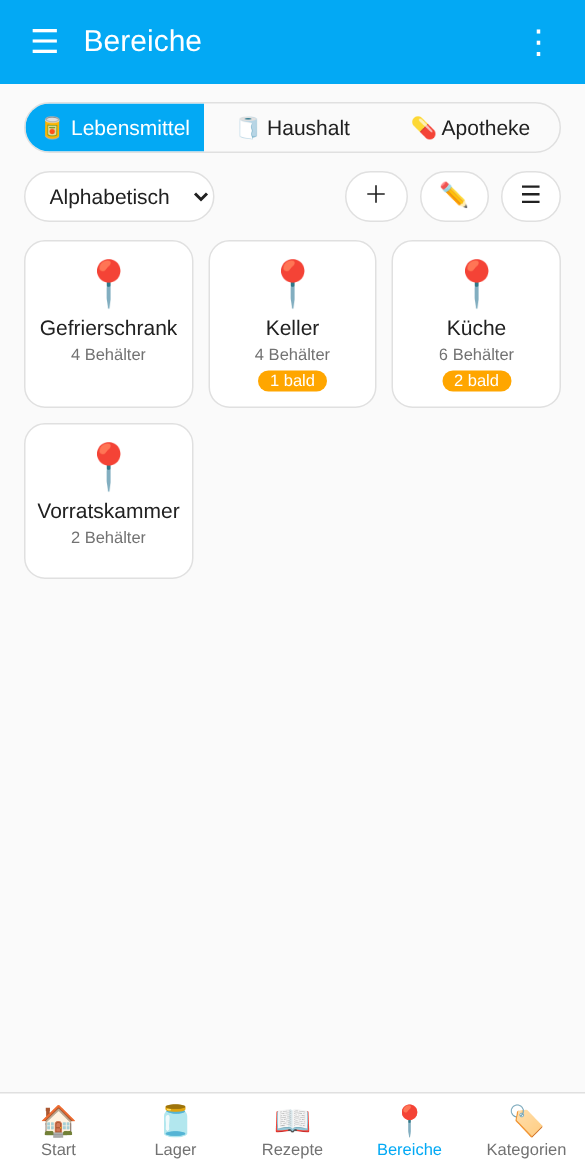 Bereiche
Lebensmittel Haushalt Apotheke
Alphabetisch
Gefrierschrank Keller Küche
4 Behälter 4 Behälter 6 Behälter
1 bald 2 bald
Vorratskammer
2 Behälter
Start Lager Rezepte Bereiche Kategorien